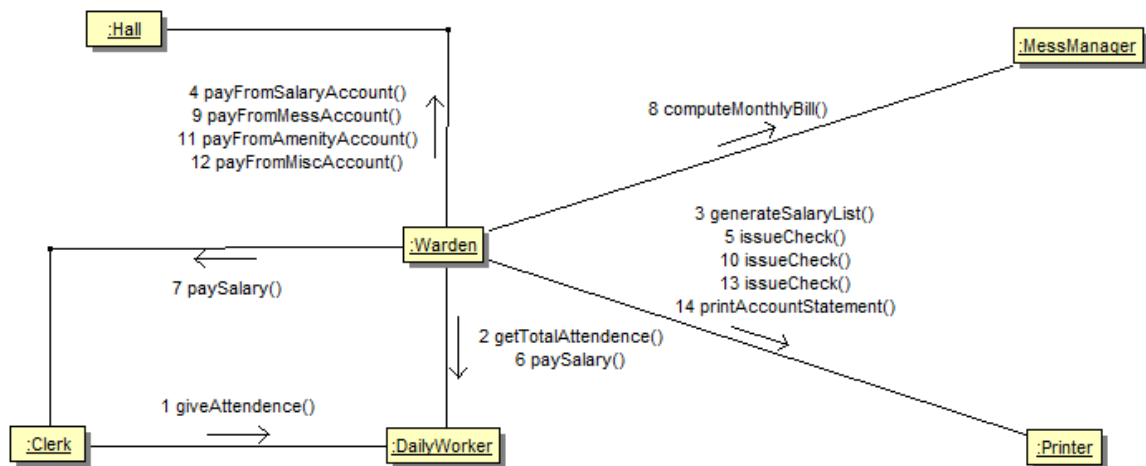 :Hall
:MessManager
4 payFromSalaryAccount()
9 payFromMessAccount()
11 payFromAmenityAccount()
12 payFromMiscAccount()
8 computeMonthlyBill()
3 generateSalaryList()
5 issueCheck()
10 issueCheck()
13 issueCheck()
14 printAccountStatement()
:Warden
7 paySalary()
2 getTotalAttendence()
6 paySalary()
1 giveAttendence()
:Clerk
:DailyWorker
:Printer